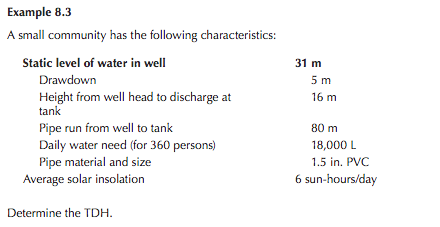 Example 8.3
A small community has the following characteristics:
Static level of water in well 31 m
Drawdown 5 m
Height from well head to discharge at 16 m
tank
Pipe run from well to tank 80 m
Daily water need (for 360 persons) 18,000 L
Pipe material and size 1.5 in. PVC
Average solar insolation 6 sun-hours/day
Determine the TDH.